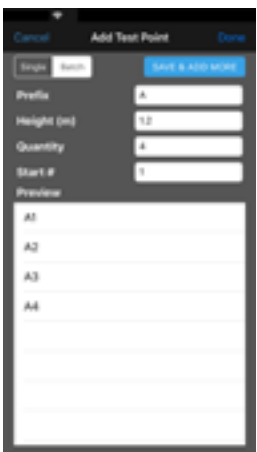 Cancel Add Test Point Done
Single Batch SAVE & ADD MORE
Prefix A
Height (m) 1.2
Quantity 4
Start # 1
Preview
A1
A2
A3
A4